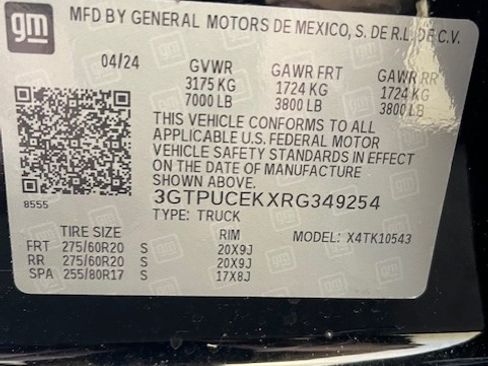 gm
MFD BY GENERAL MOTORS DE MEXICO, S. DE R.L. DE C.V.
04/24
GVWR GAWR FRT GAWR RR
3175 KG 1724 KG 1724 KG
7000 LB 3800 LB 3800 LB
THIS VEHICLE CONFORMS TO ALL
APPLICABLE U.S. FEDERAL MOTOR
VEHICLE SAFETY STANDARDS IN EFFECT
ON THE DATE OF MANUFACTURE
SHOWN ABOVE.
8555
3GTPUCEKXRG349254
TYPE: TRUCK
TIRE SIZE RIM MODEL: X4TK10543
FRT 275/60R20 S 20X9J
RR 275/60R20 S 20X9J
SPA 255/80R17 S 17X8J